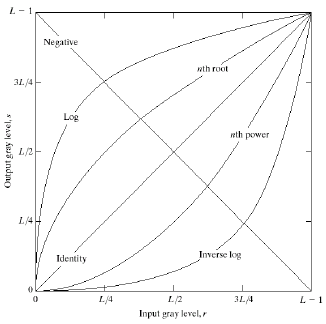 L − 1
Negative
nth root
3L/4
Log
nth power
Output gray level, s
L/2
L/4
Identity
Inverse log
0
0
L/4
L/2
3L/4
L − 1
Input gray level, r